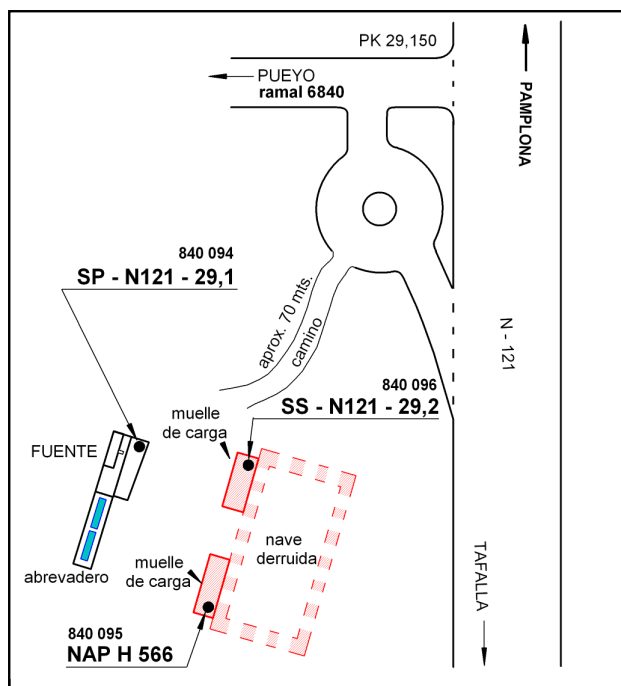 PK 29,150
PUEYO
ramal 6840
PAMPLONA
840 094
SP - N121 - 29,1
aprox. 70 mts.
camino
N - 121
840 096
SS - N121 - 29,2
muelle
de carga
FUENTE
nave
derruida
muelle
de carga
abrevadero
TAFALLA
840 095
NAP H 566